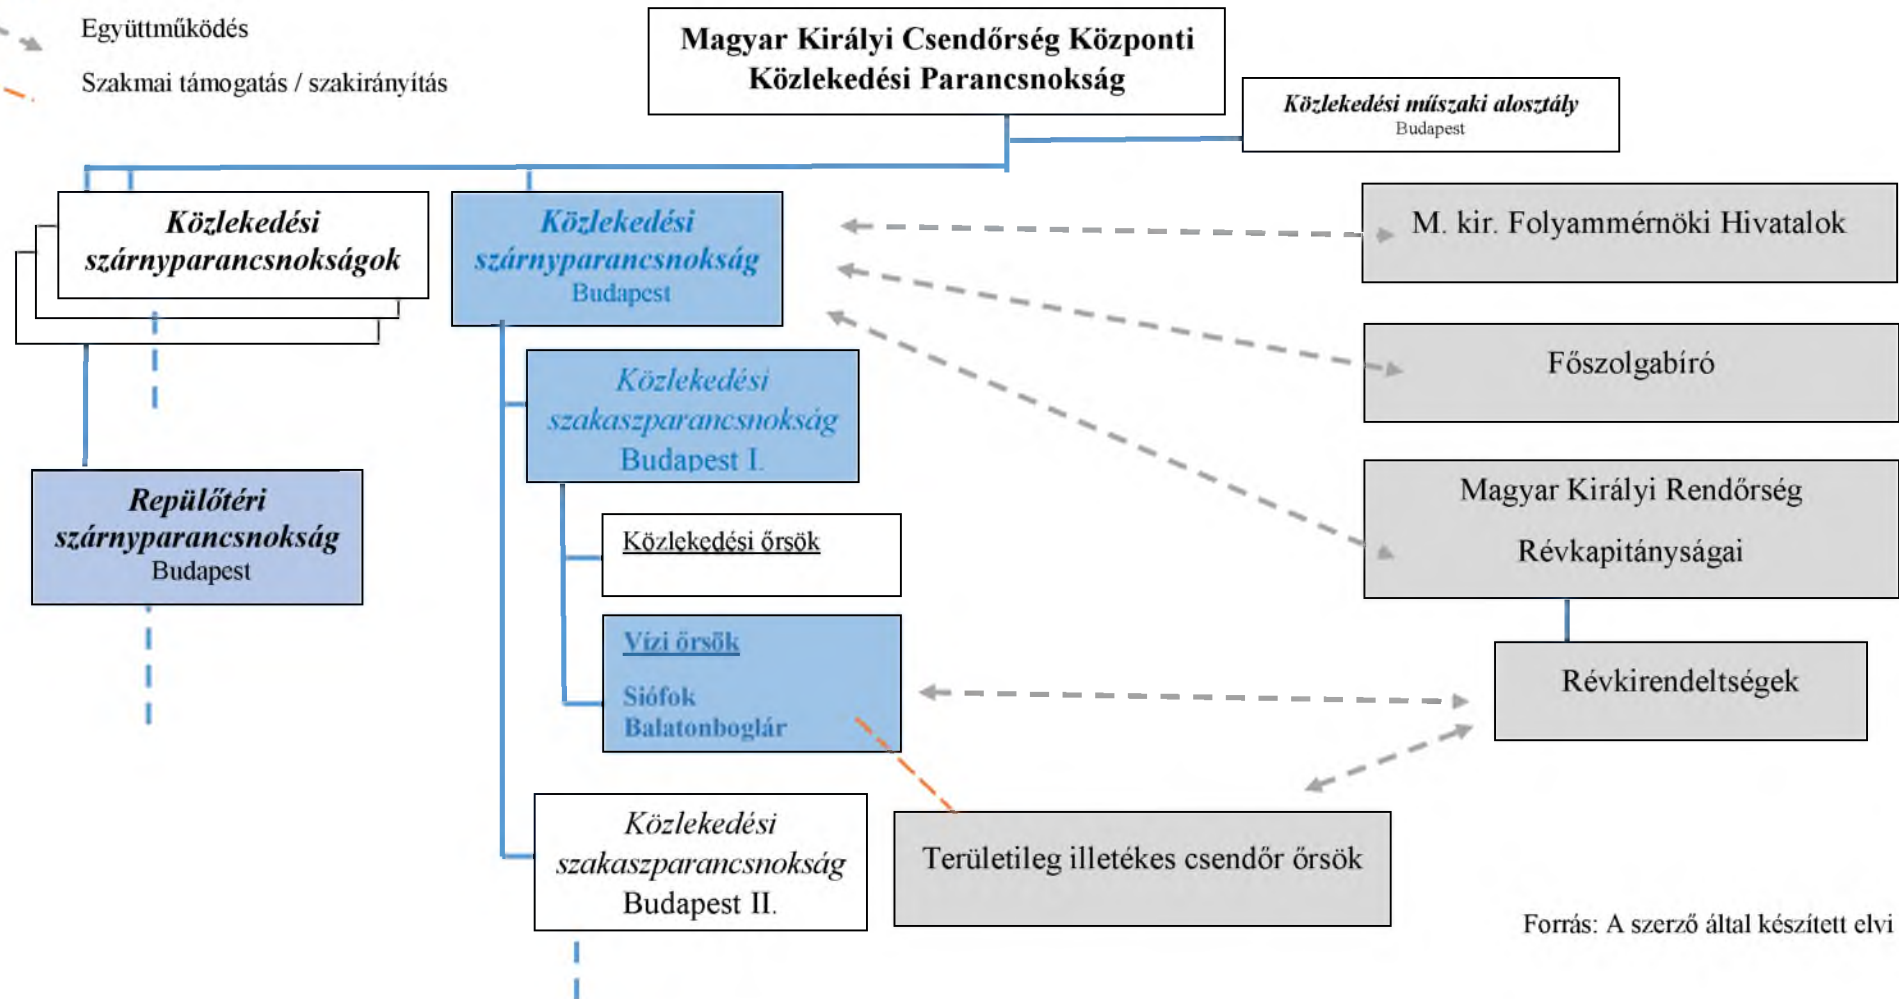 Együttműködés
Szakmai támogatás / szakirányítás
Magyar Királyi Csendőrség Központi
Közlekedési Parancsnokság
Közlekedési műszaki alosztály
Budapest
Közlekedési
szárnyparancsnokságok
Közlekedési
szárnyparancsnokság
Budapest
M. kir. Folyammérnöki Hivatalok
Főszolgabíró
Közlekedési
szakaszparancsnokság
Budapest I.
Repülőtéri
szárnyparancsnokság
Budapest
Magyar Királyi Rendőrség
Révkapitányságai
Közlekedési őrsök
Vízi őrsök
Siófok
Balatonboglár
Révkirendeltségek
Közlekedési
szakaszparancsnokság
Budapest II.
Területileg illetékes csendőr őrsök
Forrás: A szerző által készített elvi